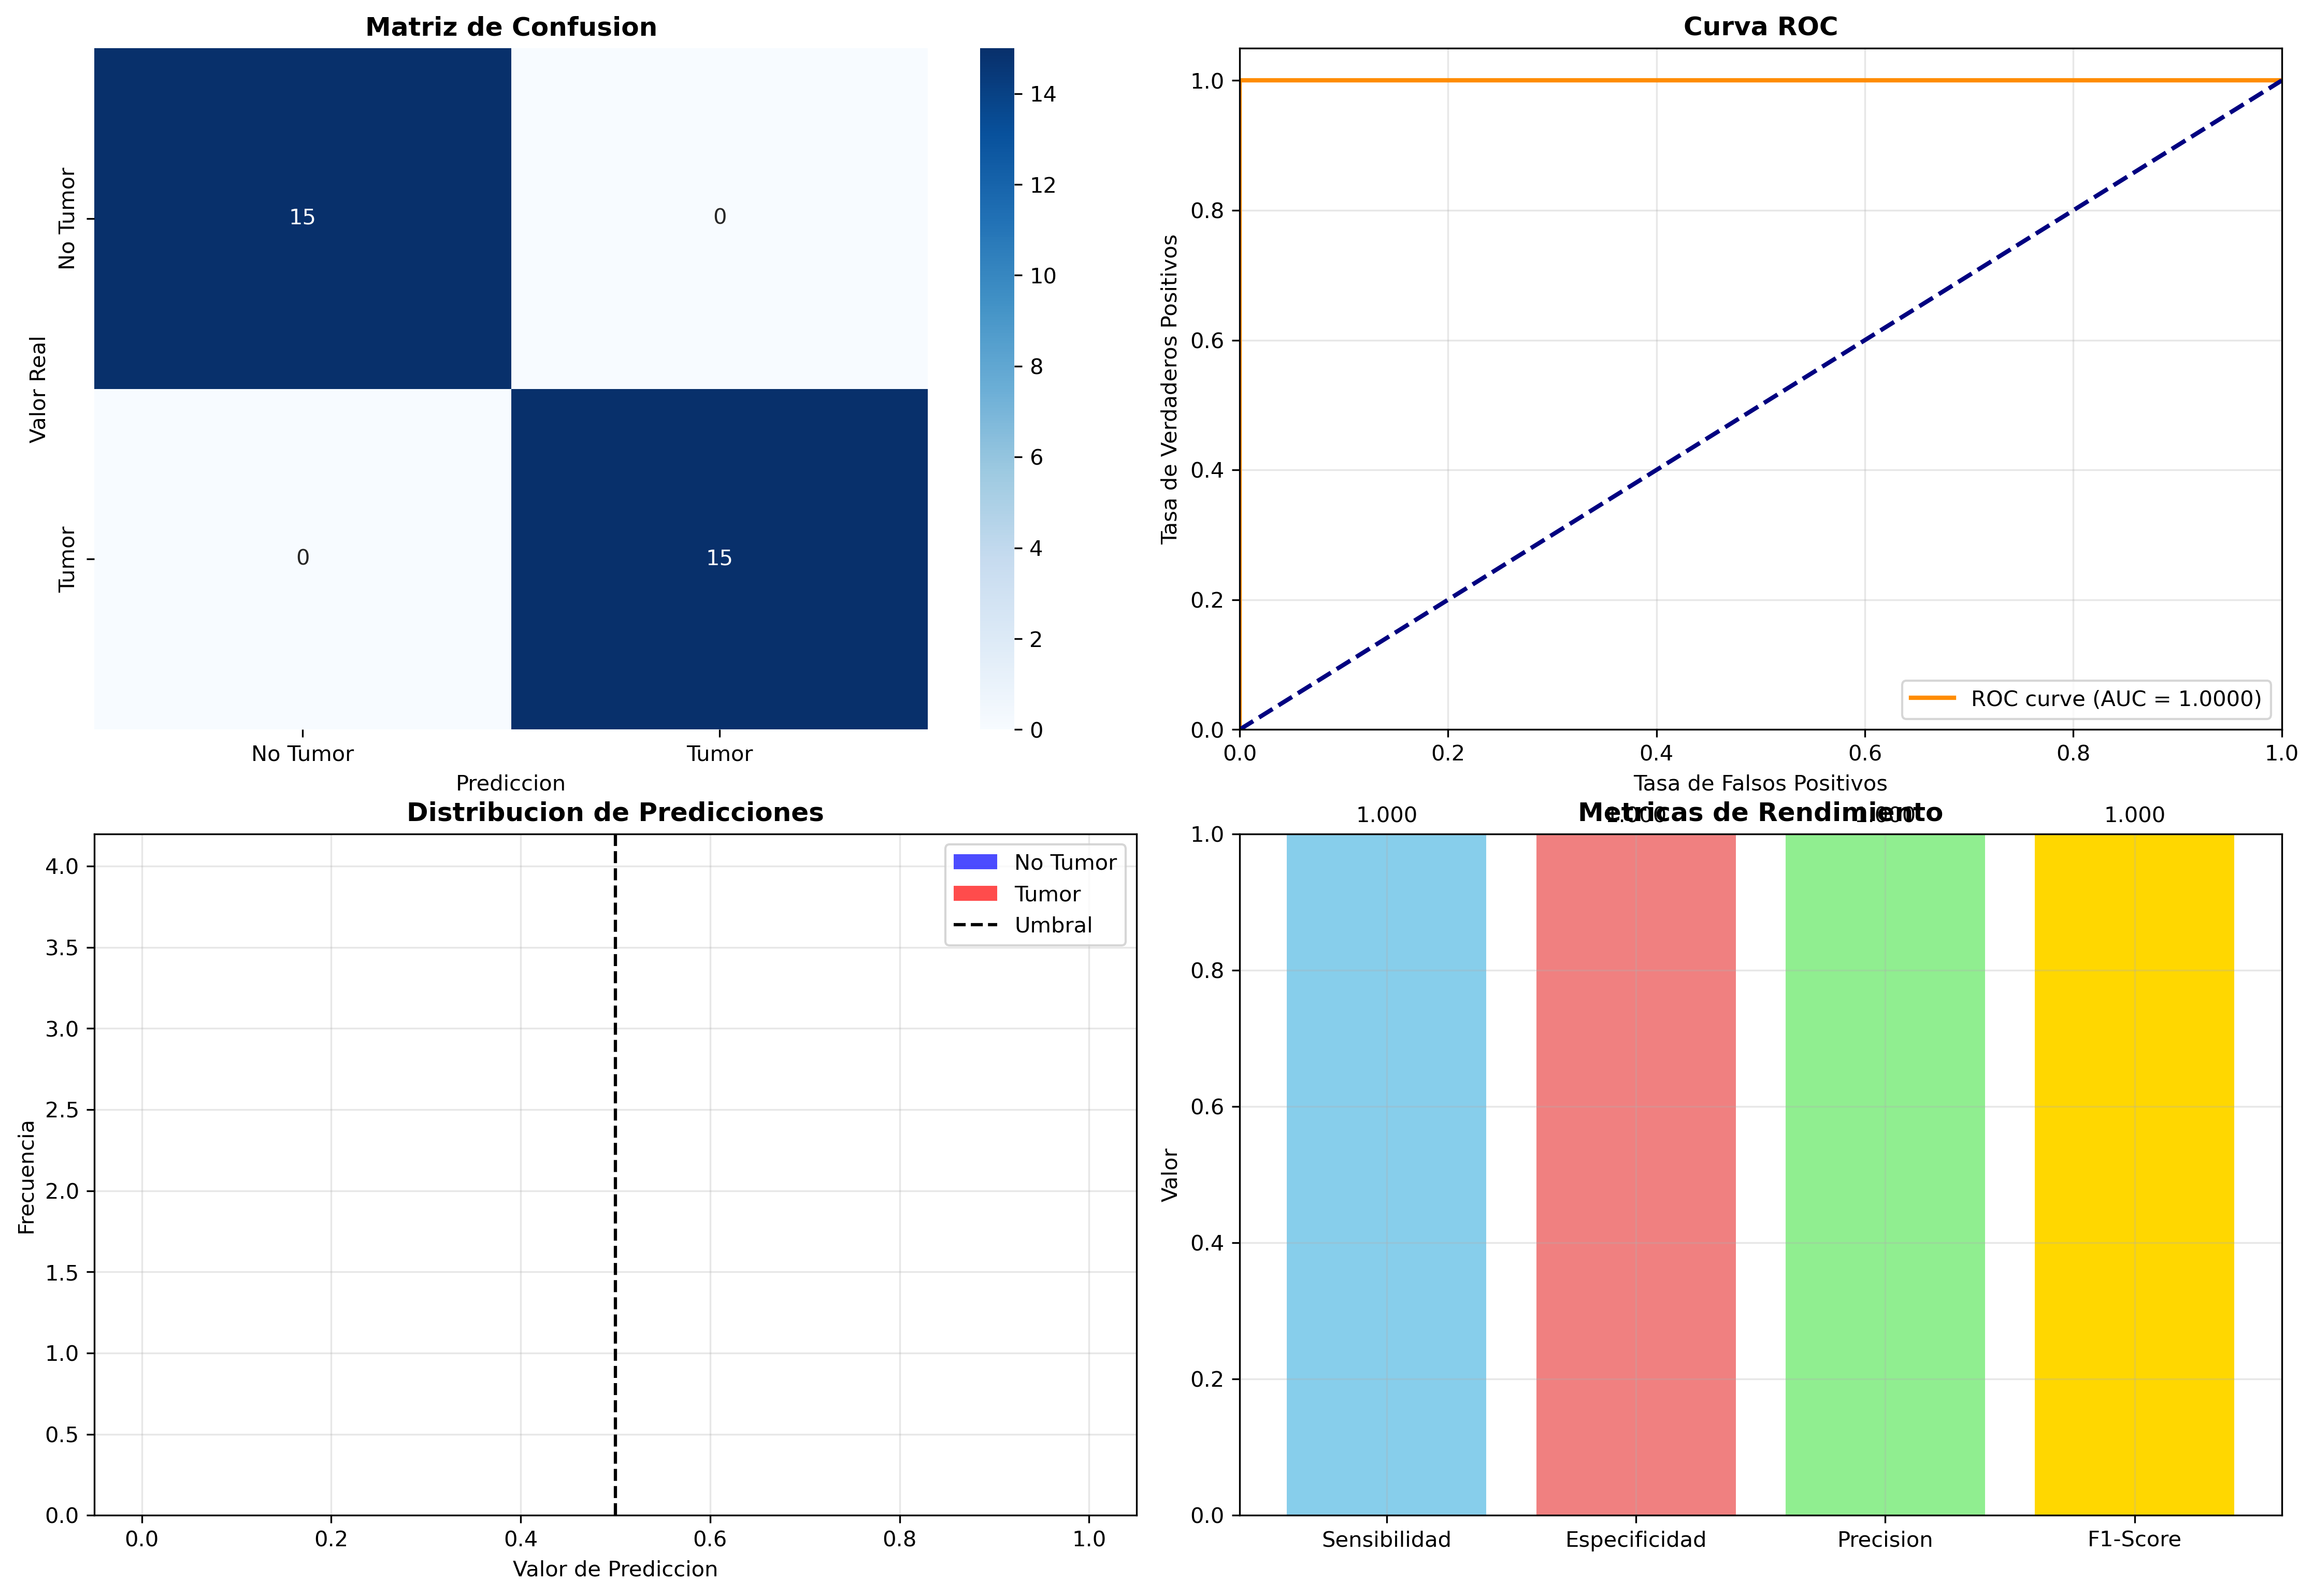 Matriz de Confusion
15
0
0
15
No Tumor
Tumor
Valor Real
No Tumor
Tumor
Prediccion
14
12
10
8
6
4
2
0
Curva ROC
1.0
0.8
0.6
0.4
0.2
0.0
Tasa de Verdaderos Positivos
ROC curve (AUC = 1.0000)
0.0 0.2 0.4 0.6 0.8 1.0
Tasa de Falsos Positivos
Distribucion de Predicciones
4.0
3.5
3.0
2.5
2.0
1.5
1.0
0.5
0.0
Frecuencia
No Tumor
Tumor
Umbral
0.0 0.2 0.4 0.6 0.8 1.0
Valor de Prediccion
Metricas de Rendimiento
1.000 1.000 1.000 1.000
1.0
0.8
0.6
0.4
0.2
0.0
Valor
Sensibilidad Especificidad Precision F1-Score